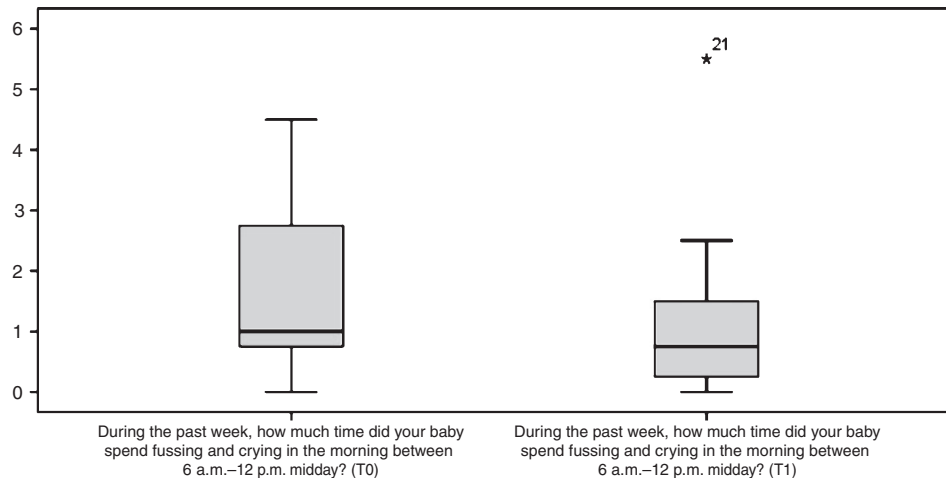 6
5
4
3
2
1
0
21
During the past week, how much time did your baby
spend fussing and crying in the morning between
6 a.m.–12 p.m. midday? (T0)
During the past week, how much time did your baby
spend fussing and crying in the morning between
6 a.m.–12 p.m. midday? (T1)